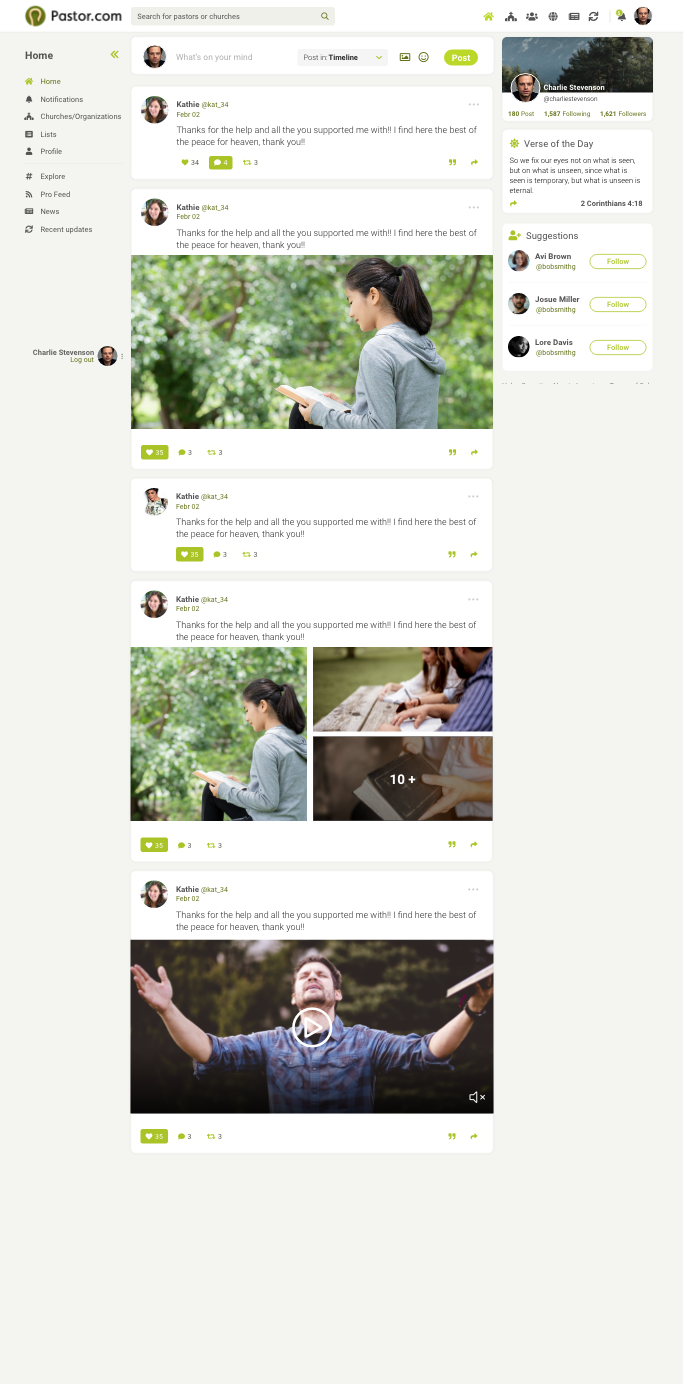 Pastor.com
Search for pastors or churches
Home
Home
Notifications
Churches/Organizations
Lists
Profile
Explore
Pro Feed
News
Recent updates
Charlie Stevenson
Log out
What's on your mind
Post in: Timeline
Post
Kathie @kat_34
Febr 02
Thanks for the help and all the you supported me with!! I find here the best of
the peace for heaven, thank you!!
34 4 3
Kathie @kat_34
Febr 02
Thanks for the help and all the you supported me with!! I find here the best of
the peace for heaven, thank you!!
35 3 3
Kathie @kat_34
Febr 02
Thanks for the help and all the you supported me with!! I find here the best of
the peace for heaven, thank you!!
35 3 3
Kathie @kat_34
Febr 02
Thanks for the help and all the you supported me with!! I find here the best of
the peace for heaven, thank you!!
10 +
35 3 3
Kathie @kat_34
Febr 02
Thanks for the help and all the you supported me with!! I find here the best of
the peace for heaven, thank you!!
35 3 3
Charlie Stevenson
@charliestevenson
180 Post 1,587 Following 1,621 Followers
Verse of the Day
So we fix our eyes not on what is seen,
but on what is unseen, since what is
seen is temporary, but what is unseen is
eternal.
2 Corinthians 4:18
Suggestions
Avi Brown
@bobsmithg
Follow
Josue Miller
@bobsmithg
Follow
Lore Davis
@bobsmithg
Follow